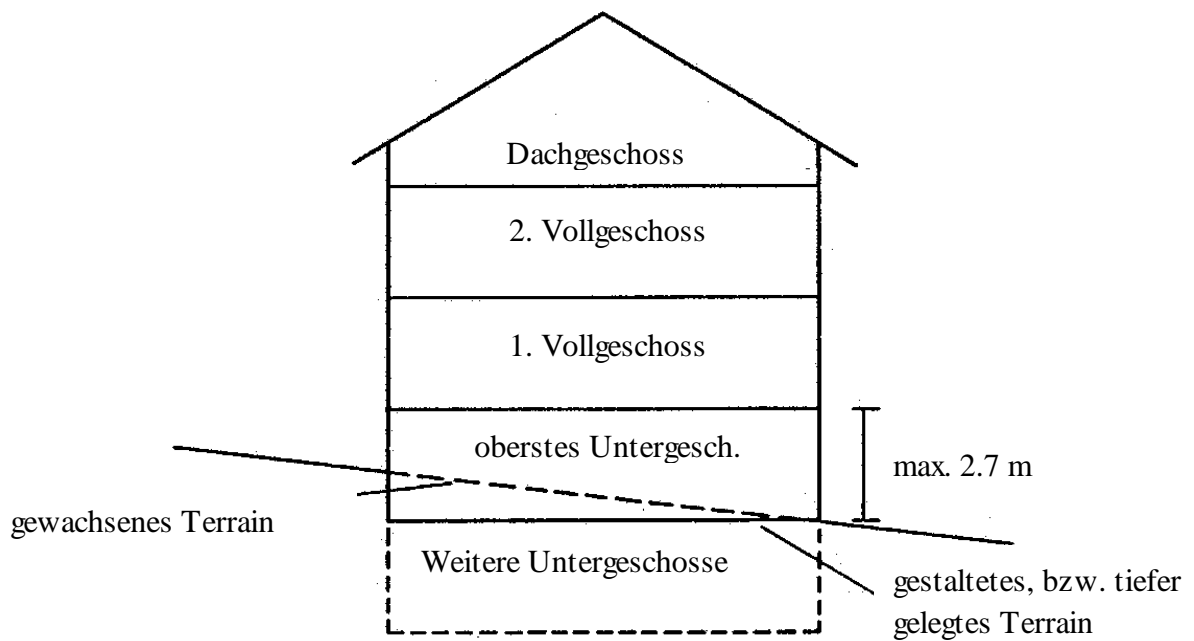 Dachgeschoss
2. Vollgeschoss
1. Vollgeschoss
oberstes Untergesch.
max. 2.7 m
gewachsenes Terrain
Weitere Untergeschosse
gestaltetes, bzw. tiefer
gelegtes Terrain